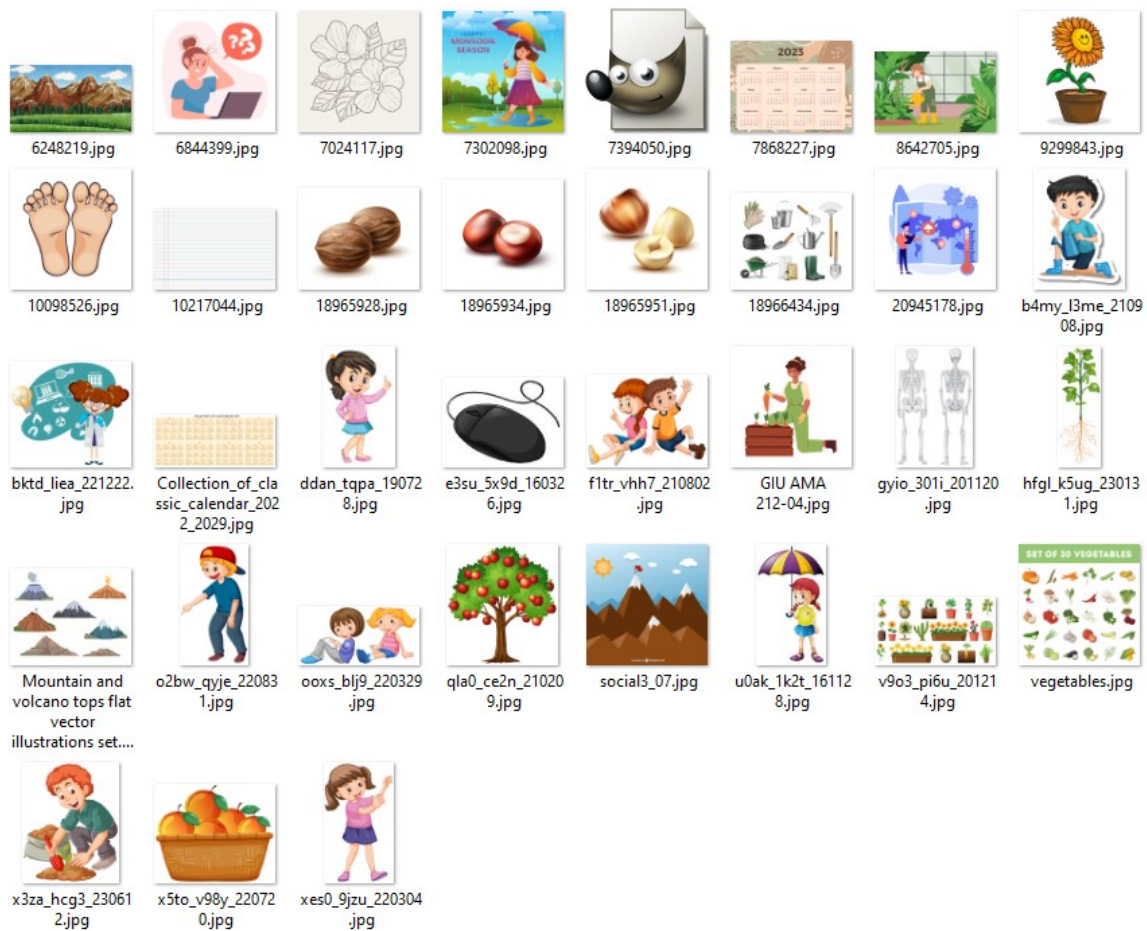 HAPPY
MONSOON
SEASON
2023
6248219.jpg
6844399.jpg
7024117.jpg
7302098.jpg
7394050.jpg
7868227.jpg
8642705.jpg
9299843.jpg
10098526.jpg
10217044.jpg
18965928.jpg
18965934.jpg
18965951.jpg
18966434.jpg
20945178.jpg
b4my_l3me_2109
08.jpg
bktd_liea_221222.
jpg
Collection_of_cla
ssic_calendar_202
2_2029.jpg
ddan_tqpa_19072
8.jpg
e3su_5x9d_16032
6.jpg
f1tr_vhh7_210802
.jpg
GIU AMA
212-04.jpg
gyio_301i_201120
.jpg
hfgl_k5ug_23013
1.jpg
SET OF 30 VEGETABLES
Mountain and
volcano tops flat
vector
illustrations set....
o2bw_qyje_22083
1.jpg
ooxs_blj9_220329
.jpg
qla0_ce2n_21020
9.jpg
social3_07.jpg
u0ak_1k2t_16112
8.jpg
v9o3_pi6u_20121
4.jpg
vegetables.jpg
x3za_hcg3_23061
2.jpg
x5to_v98y_22072
0.jpg
xes0_9jzu_220304
.jpg